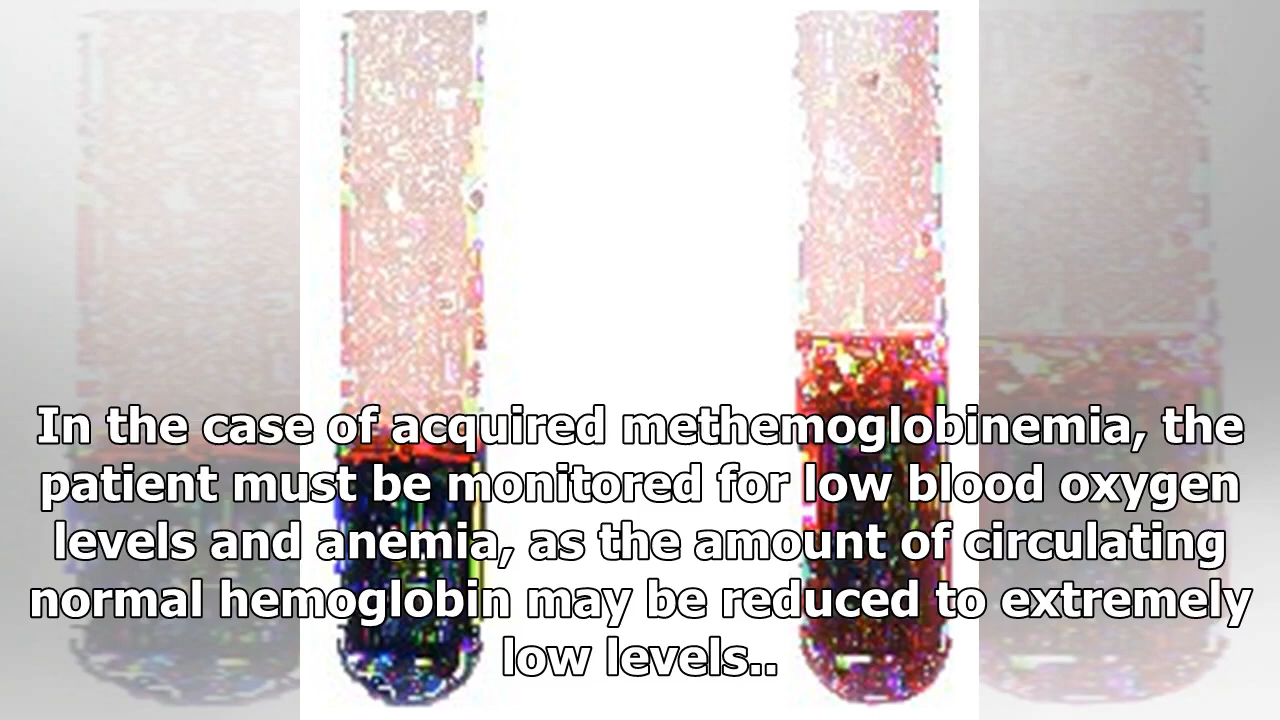 In the case of acquired methemoglobinemia, the
patient must be monitored for low blood oxygen
levels and anemia, as the amount of circulating
normal hemoglobin may be reduced to extremely
low levels..